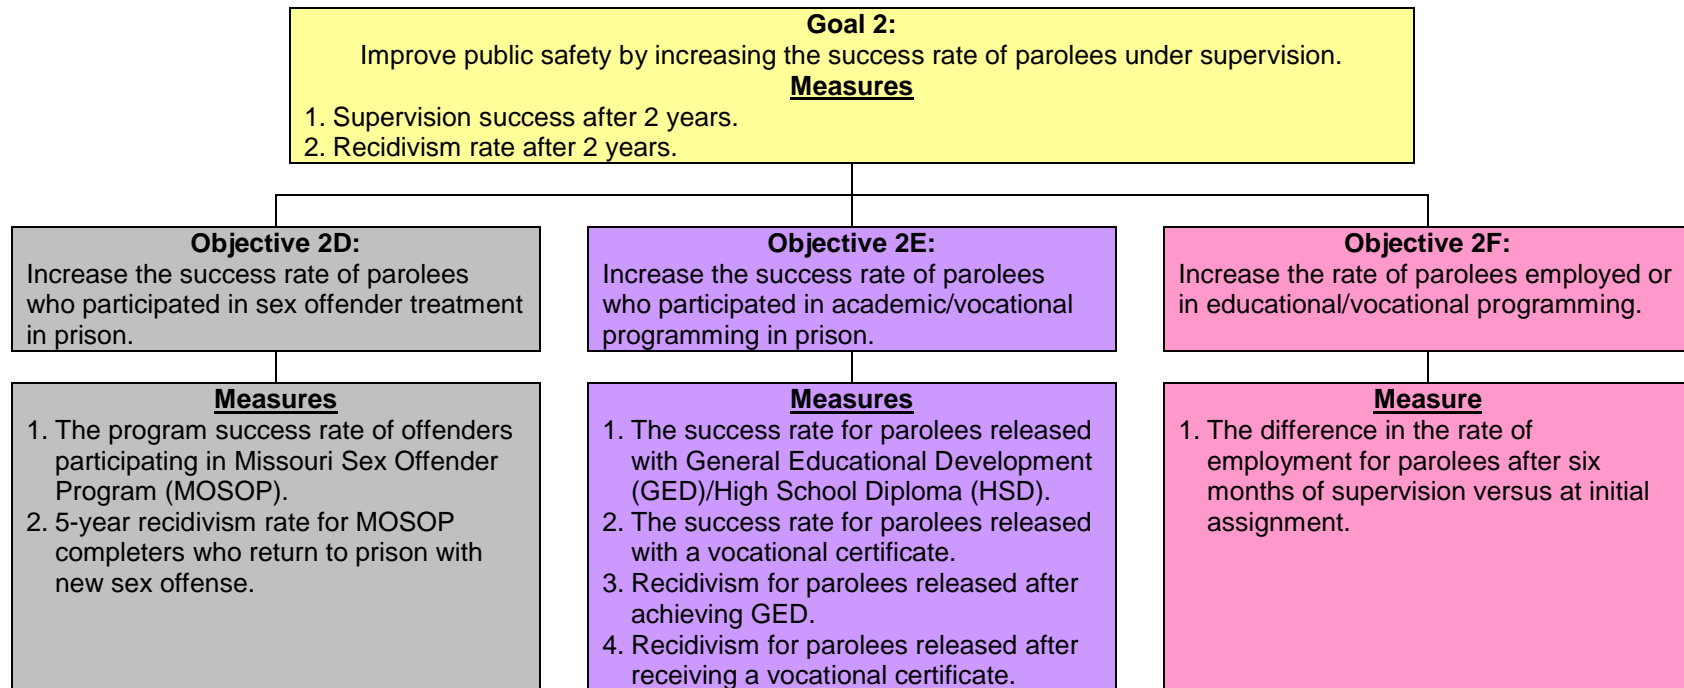 Goal 2:
Improve public safety by increasing the success rate of parolees under supervision.
Measures
1. Supervision success after 2 years.
2. Recidivism rate after 2 years.
Objective 2D:
Increase the success rate of parolees
who participated in sex offender treatment
in prison.
Measures
1. The program success rate of offenders
participating in Missouri Sex Offender
Program (MOSOP).
2. 5-year recidivism rate for MOSOP
completers who return to prison with
new sex offense.
Objective 2E:
Increase the success rate of parolees
who participated in academic/vocational
programming in prison.
Measures
1. The success rate for parolees released
with General Educational Development
(GED)/High School Diploma (HSD).
2. The success rate for parolees released
with a vocational certificate.
3. Recidivism for parolees released after
achieving GED.
4. Recidivism for parolees released after
receiving a vocational certificate.
Objective 2F:
Increase the rate of parolees employed or
in educational/vocational programming.
Measure
1. The difference in the rate of
employment for parolees after six
months of supervision versus at initial
assignment.